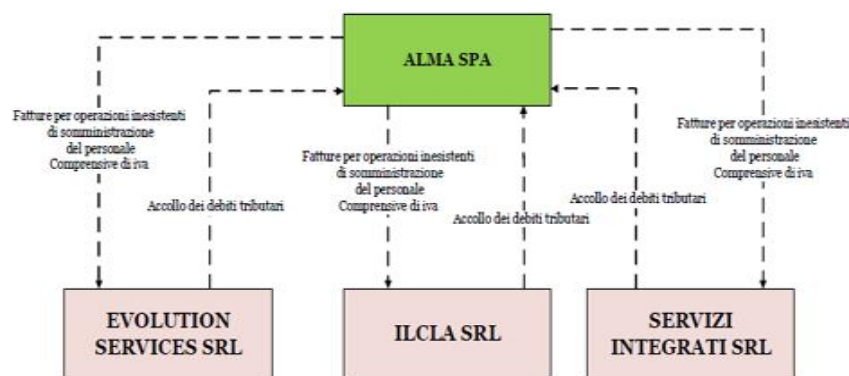 ALMA SPA
Fatture per operazioni inesistenti
di somministrazione
del personale
Comprensive di iva
Accollo dei debiti tributari
Fatture per operazioni inesistenti
di somministrazione
del personale
Comprensive di iva
Accollo dei debiti tributari
Accollo dei debiti tributari
Fatture per operazioni inesistenti
di somministrazione
del personale
Comprensive di iva
EVOLUTION
SERVICES SRL
ILCLA SRL
SERVIZI
INTEGRATI SRL